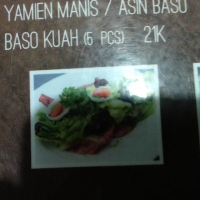 YAMIEN MANIS / ASIN BASO
BASO KUAH (5 PCS) 21K